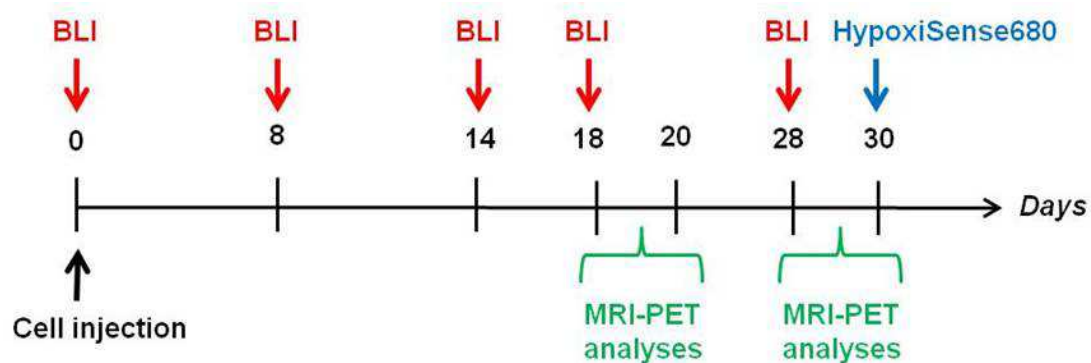 BLI BLI BLI BLI BLI HypoxiSense680
0 8 14 18 20 28 30
Days
Cell injection
MRI-PET analyses
MRI-PET analyses